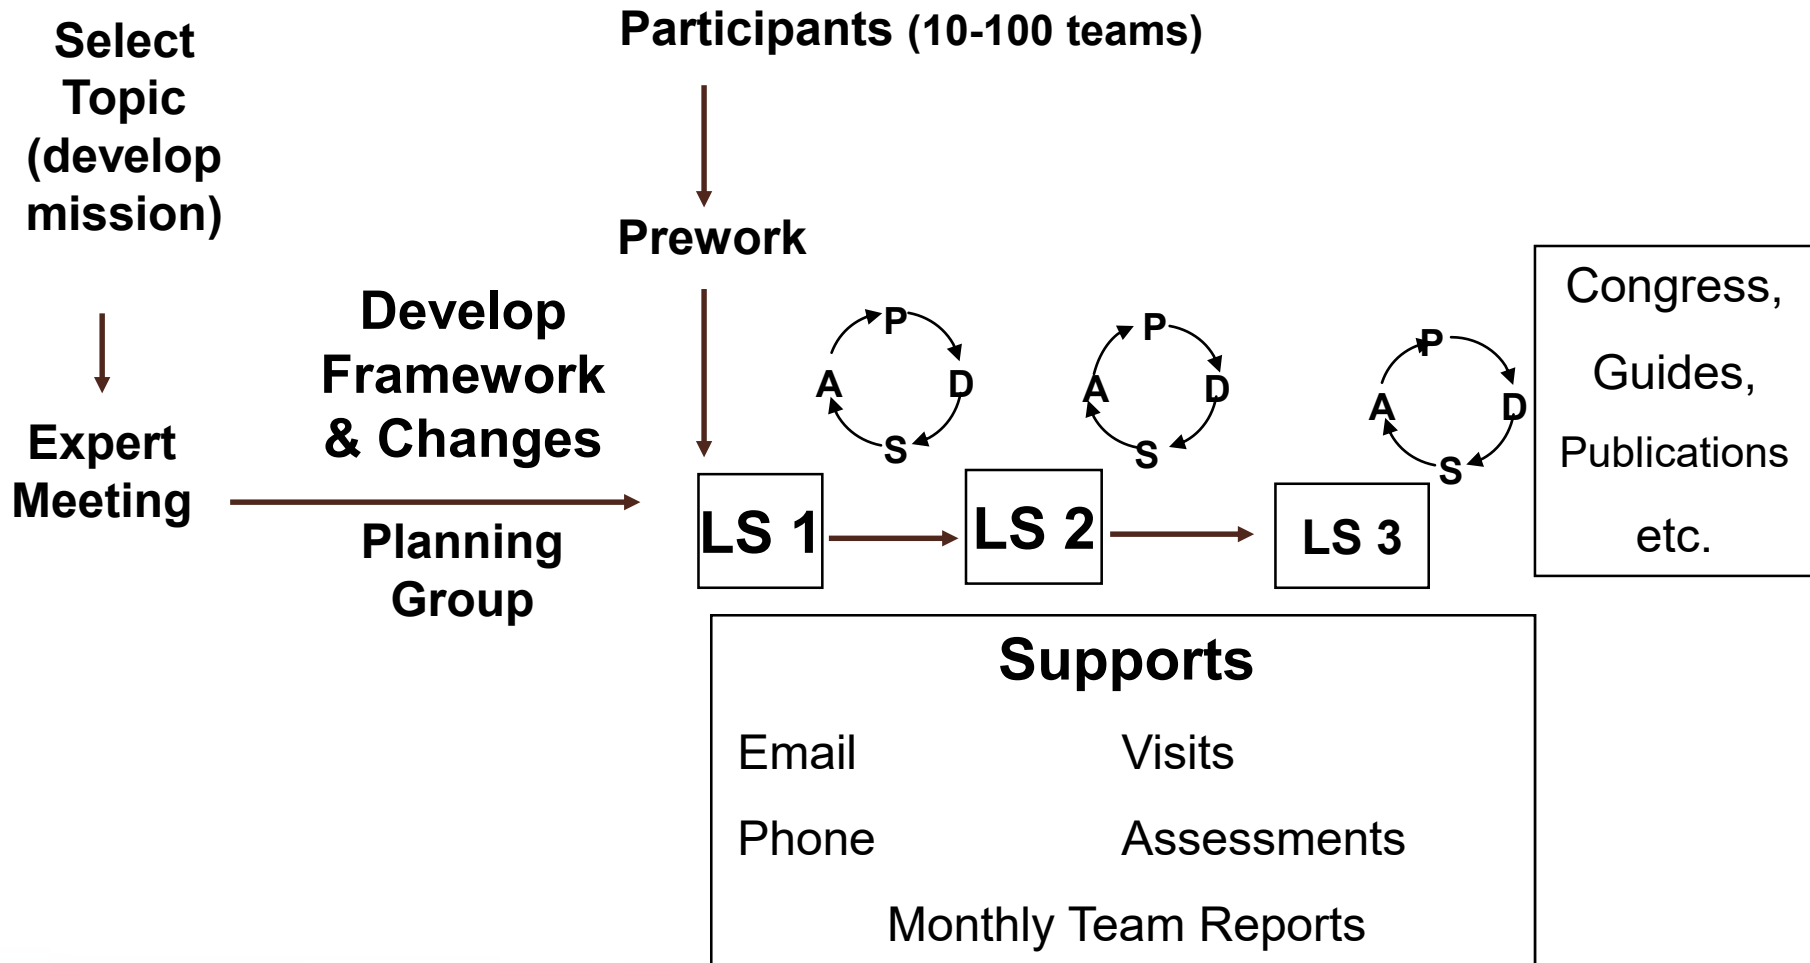 Select
Topic
(develop
mission)
Expert
Meeting
Develop
Framework
& Changes
Planning
Group
Participants (10-100 teams)
Prework
P
A D
S
P
A D
S
P
A D
S
LS 1
LS 2
LS 3
Congress,
Guides,
Publications
etc.
Supports
Email Visits
Phone Assessments
Monthly Team Reports